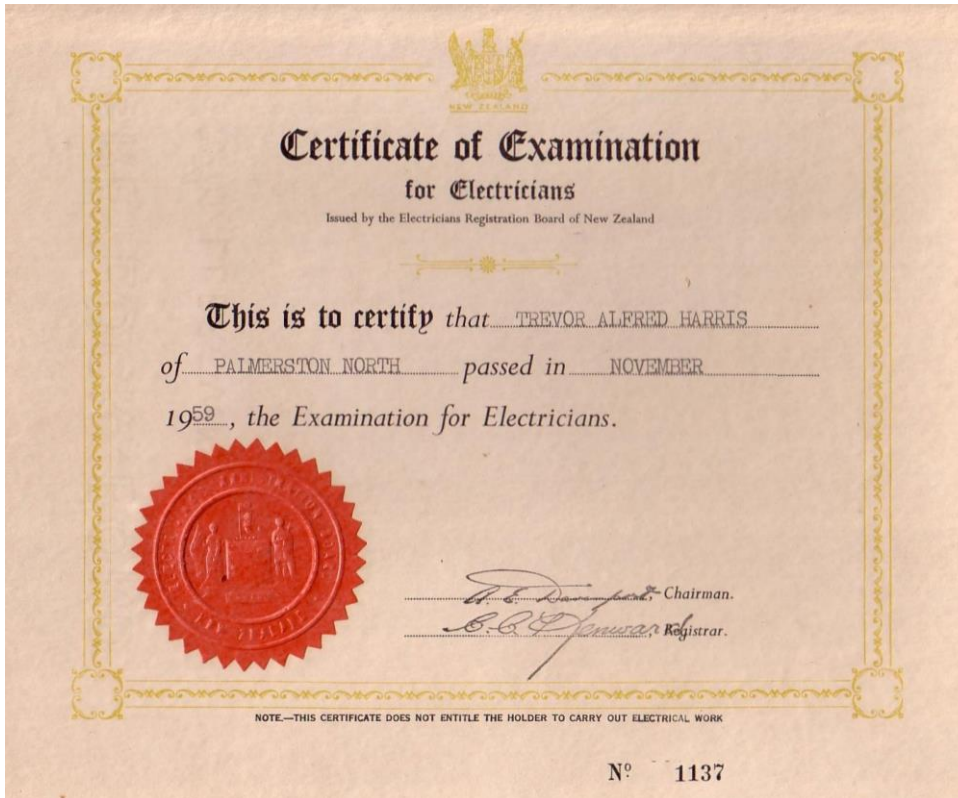 NEW ZEALAND
Certificate of Examination
for Electricians
Issued by the Electricians Registration Board of New Zealand
This is to certify that TREVOR ALFRED HARRIS
of PALMERSTON NORTH passed in NOVEMBER
1959, the Examination for Electricians.
A. E. Davenport, Chairman.
Registrar.
NOTE.—THIS CERTIFICATE DOES NOT ENTITLE THE HOLDER TO CARRY OUT ELECTRICAL WORK
Nº 1137